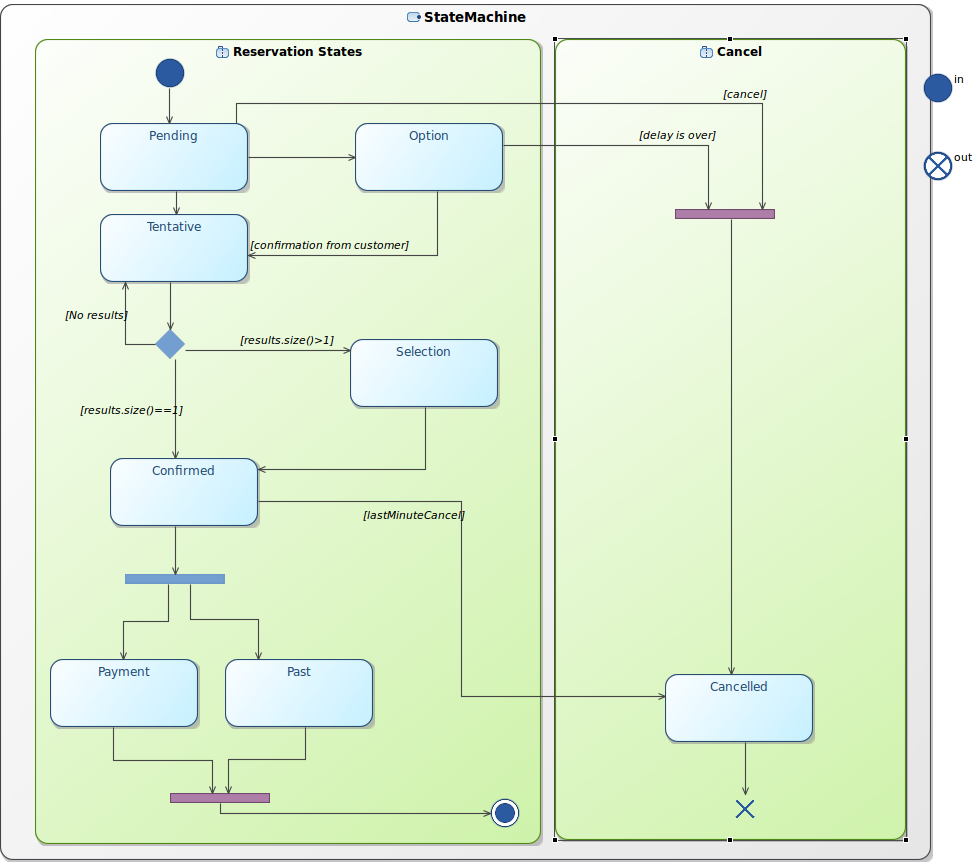 StateMachine
Reservation States
Cancel
in
[cancel]
Pending
Option
[delay is over]
out
Tentative
[confirmation from customer]
[No results]
[results.size()>1]
Selection
[results.size()==1]
Confirmed
[lastMinuteCancel]
Payment
Past
Cancelled